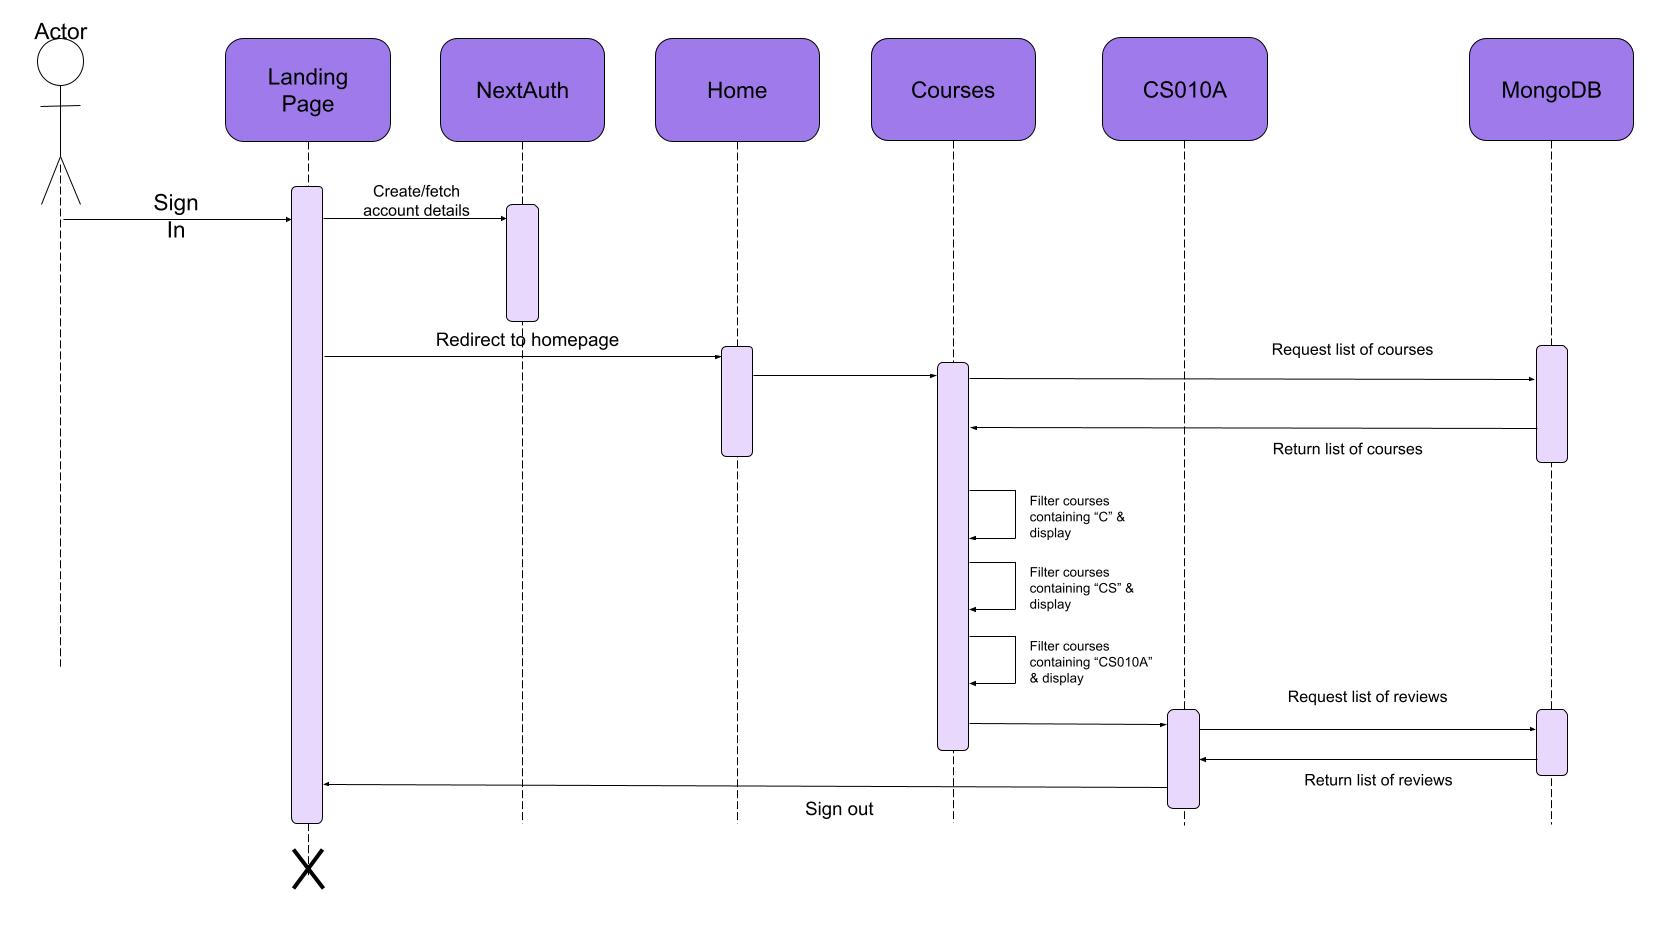 Actor
Landing
Page
NextAuth
Home
Courses
CS010A
MongoDB
Sign
In
Create/fetch
account details
Redirect to homepage
Request list of courses
Return list of courses
Filter courses
containing “C” &
display
Filter courses
containing “CS” &
display
Filter courses
containing “CS010A”
& display
Request list of reviews
Return list of reviews
Sign out